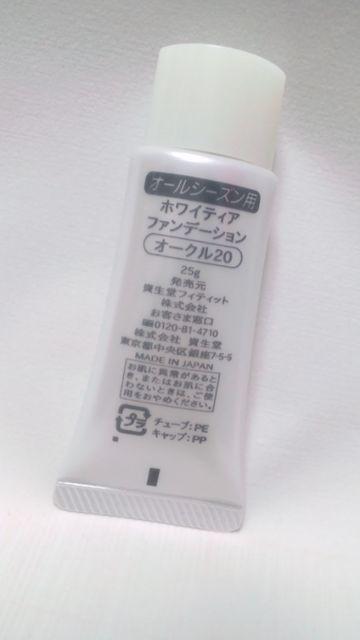 オールシーズン用
ホワイティア
ファンデーション
オークル20
25g
発売元
資生堂フィティット
株式会社
お客さま窓口
0120-81-4710
株式会社 資生堂
東京都中央区銀座7-5-5
MADE IN JAPAN
お肌に異常があると
き、またはお肌に合
わないときは、ご使
用をおやめください。
プラ
チューブ:PE
キャップ:PP